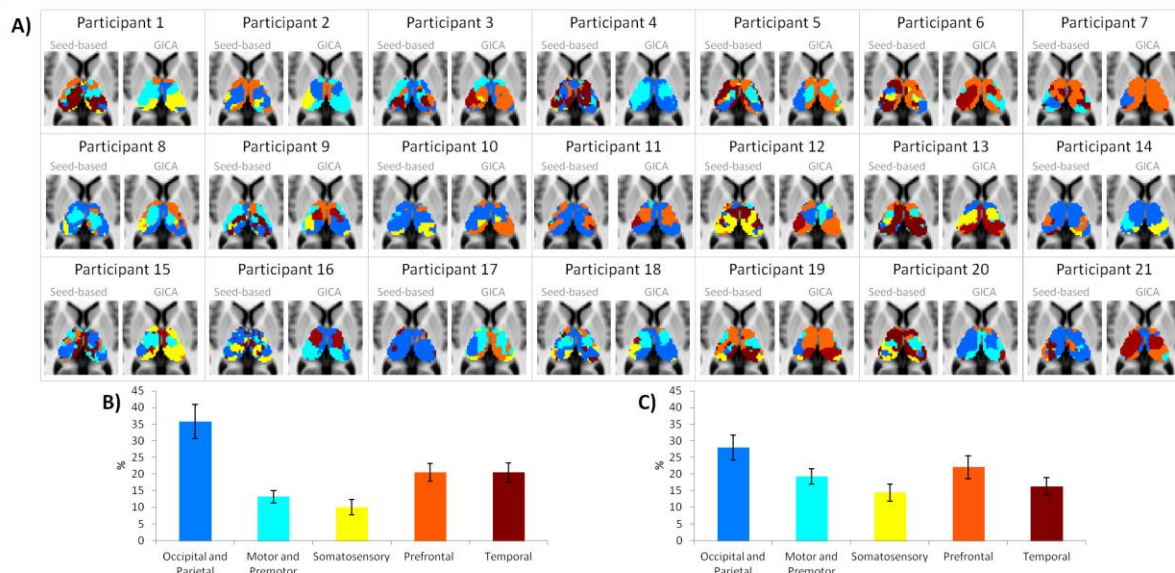 A)
Participant 1 Participant 2 Participant 3 Participant 4 Participant 5 Participant 6 Participant 7
Seed-based GICA Seed-based GICA Seed-based GICA Seed-based GICA Seed-based GICA Seed-based GICA Seed-based GICA
Participant 8 Participant 9 Participant 10 Participant 11 Participant 12 Participant 13 Participant 14
Seed-based GICA Seed-based GICA Seed-based GICA Seed-based GICA Seed-based GICA Seed-based GICA Seed-based GICA
Participant 15 Participant 16 Participant 17 Participant 18 Participant 19 Participant 20 Participant 21
Seed-based GICA Seed-based GICA Seed-based GICA Seed-based GICA Seed-based GICA Seed-based GICA Seed-based GICA
B)
45
40
35
30
25
20
15
10
5
0
%
Occipital and Motor and Somatosensory Prefrontal Temporal
Parietal Premotor
C)
45
40
35
30
25
20
15
10
5
0
%
Occipital and Motor and Somatosensory Prefrontal Temporal
Parietal Premotor